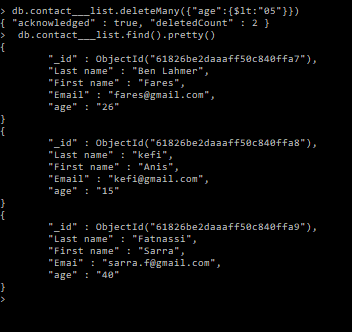 > db.contact___list.deleteMany({"age":{$lt:"05"}})
{ "acknowledged" : true, "deletedCount" : 2 }
> db.contact___list.find().pretty()
{
"_id" : ObjectId("61826be2daaaff50c840ffa7"),
"Last name" : "Ben Lahmer",
"First name" : "Fares",
"Email" : "fares@gmail.com",
"age" : "26"
}
{
"_id" : ObjectId("61826be2daaaff50c840ffa8"),
"Last name" : "kefi",
"First name" : "Anis",
"Email" : "kefi@gmail.com",
"age" : "15"
}
{
"_id" : ObjectId("61826be2daaaff50c840ffa9"),
"Last name" : "Fatnassi",
"First name" : "Sarra",
"Emai" : "sarra.f@gmail.com",
"age" : "40"
}
>